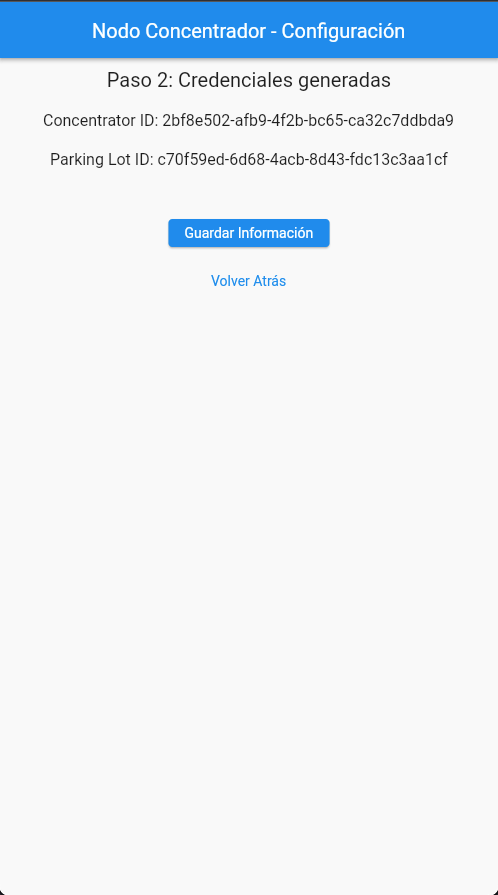 Nodo Concentrador - Configuración
Paso 2: Credenciales generadas
Concentrator ID: 2bf8e502-afb9-4f2b-bc65-ca32c7ddbda9
Parking Lot ID: c70f59ed-6d68-4acb-8d43-fdc13c3aa1cf
Guardar Información
Volver Atrás